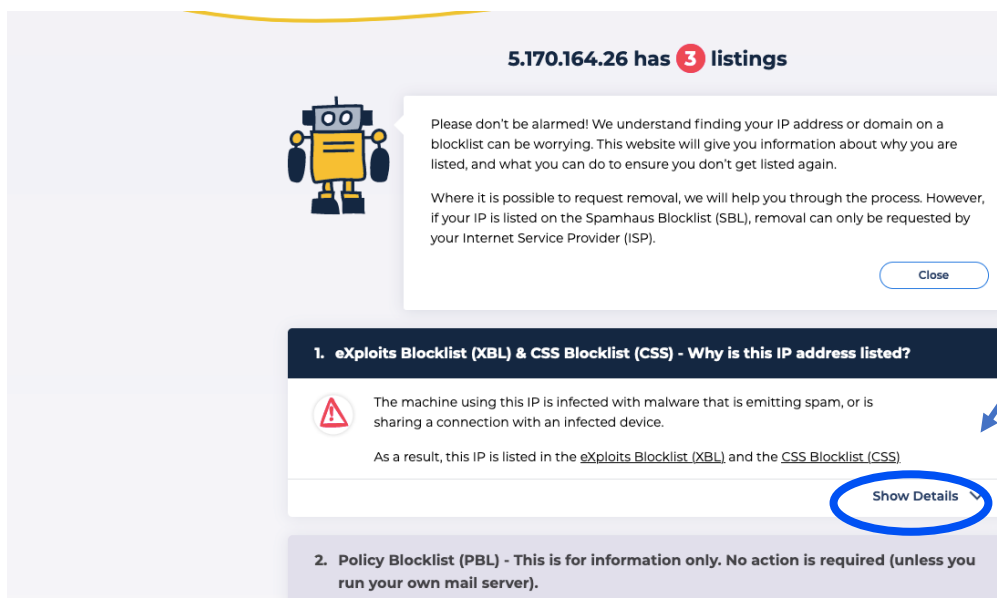 5.170.164.26 has 3 listings
Please don't be alarmed! We understand finding your IP address or domain on a
blocklist can be worrying. This website will give you information about why you are
listed, and what you can do to ensure you don't get listed again.
Where it is possible to request removal, we will help you through the process. However,
if your IP is listed on the Spamhaus Blocklist (SBL), removal can only be requested by
your Internet Service Provider (ISP).
Close
1. eXploits Blocklist (XBL) & CSS Blocklist (CSS) - Why is this IP address listed?
The machine using this IP is infected with malware that is emitting spam, or is
sharing a connection with an infected device.
As a result, this IP is listed in the eXploits Blocklist (XBL) and the CSS Blocklist (CSS)
Show Details
2. Policy Blocklist (PBL) - This is for information only. No action is required (unless you
run your own mail server).